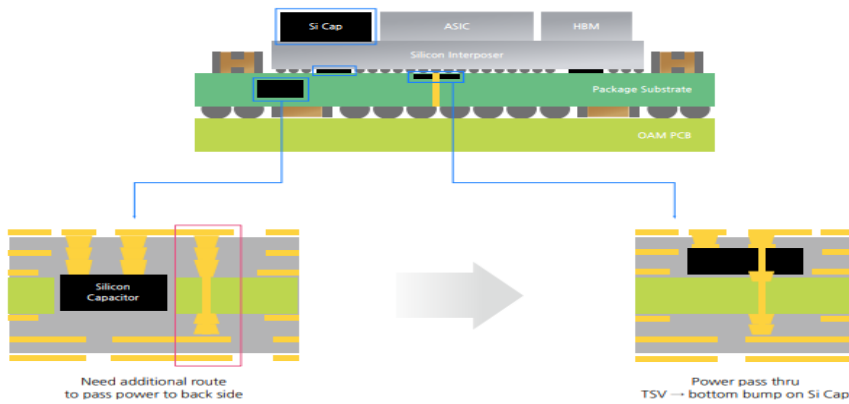 Si Cap
ASIC
HBM
Silicon Interposer
Package Substrate
OAM PCB
Silicon
Capacitor
Need additional route
to pass power to back side
Power pass thru
TSV → bottom bump on Si Cap